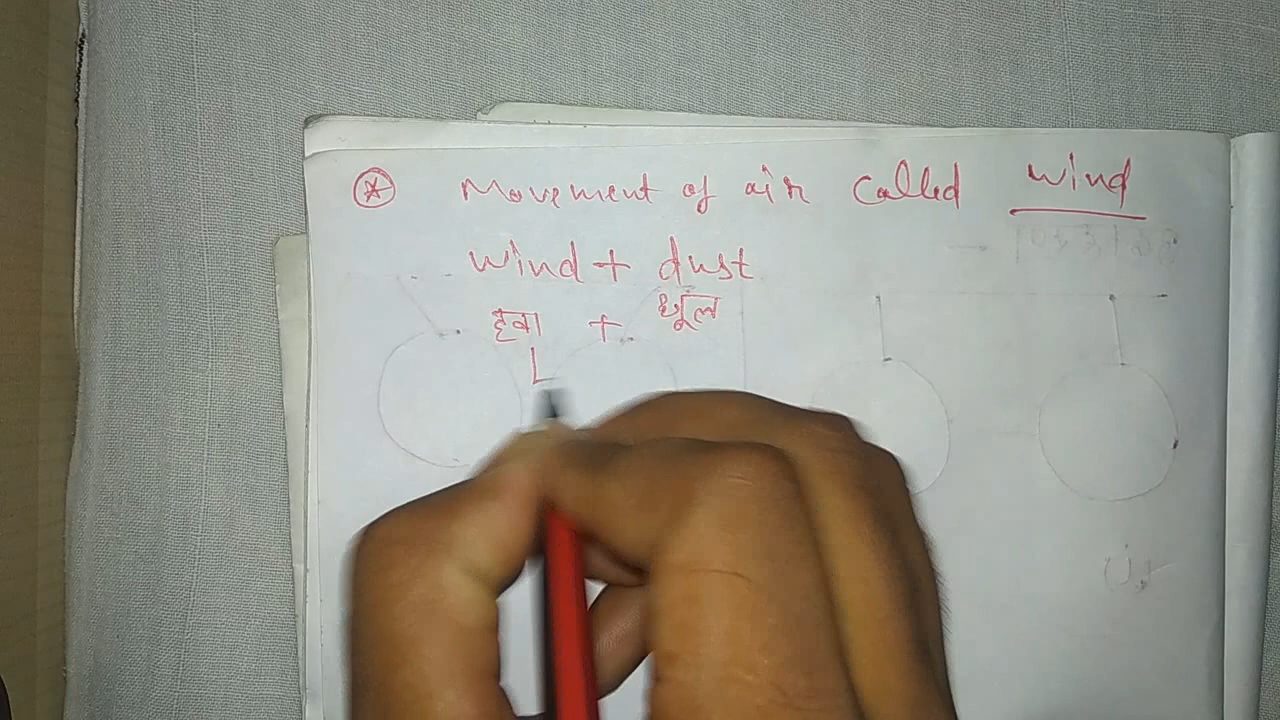 Movement of air called wind
wind + dust
हवा + धूल